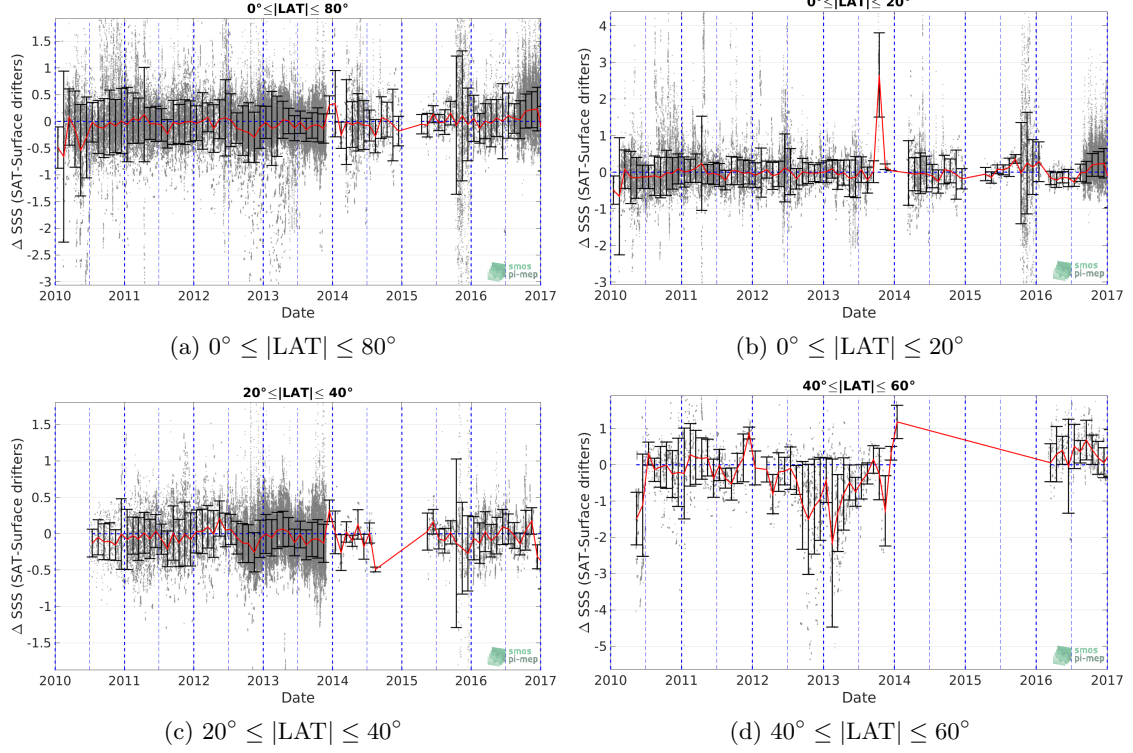 0°≤|LAT|≤ 80°
Δ SSS (SAT-Surface drifters)
1.5
1
0.5
0
-0.5
-1
-1.5
-2
-2.5
-3
smos
pi-mep
2010 2011 2012 2013 2014 2015 2016 2017
Date
(a) 0° ≤ |LAT| ≤ 80°
0°≤|LAT|≤ 20°
Δ SSS (SAT-Surface drifters)
4
3
2
1
0
-1
-2
-3
smos
pi-mep
2010 2011 2012 2013 2014 2015 2016 2017
Date
(b) 0° ≤ |LAT| ≤ 20°
20°≤|LAT|≤ 40°
Δ SSS (SAT-Surface drifters)
1.5
1
0.5
0
-0.5
-1
-1.5
smos
pi-mep
2010 2011 2012 2013 2014 2015 2016 2017
Date
(c) 20° ≤ |LAT| ≤ 40°
40°≤|LAT|≤ 60°
Δ SSS (SAT-Surface drifters)
1
0
-1
-2
-3
-4
-5
smos
pi-mep
2010 2011 2012 2013 2014 2015 2016 2017
Date
(d) 40° ≤ |LAT| ≤ 60°